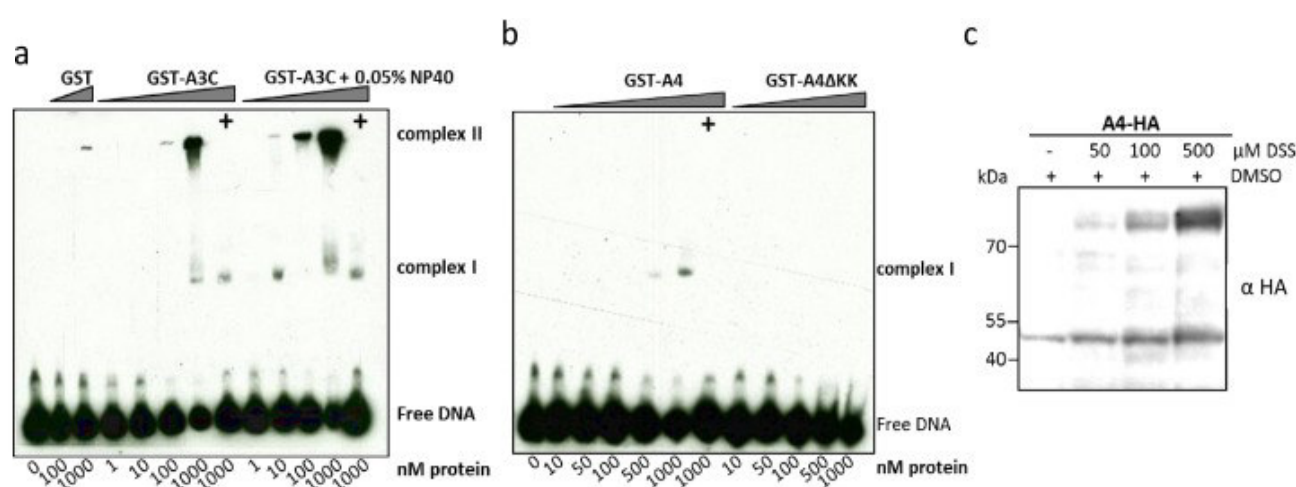 a
GST GST-A3C GST-A3C + 0.05% NP40
+ +
complex II
complex I
Free DNA
0 100 1000 1 10 100 1000 1000 1 10 100 1000 1000 nM protein
b
GST-A4 GST-A4ΔKK
+
complex I
Free DNA
0 10 50 100 500 1000 1000 10 50 100 500 1000 nM protein
c
A4-HA
- 50 100 500 μM DSS
kDa + + + + DMSO
70
55
40
α HA